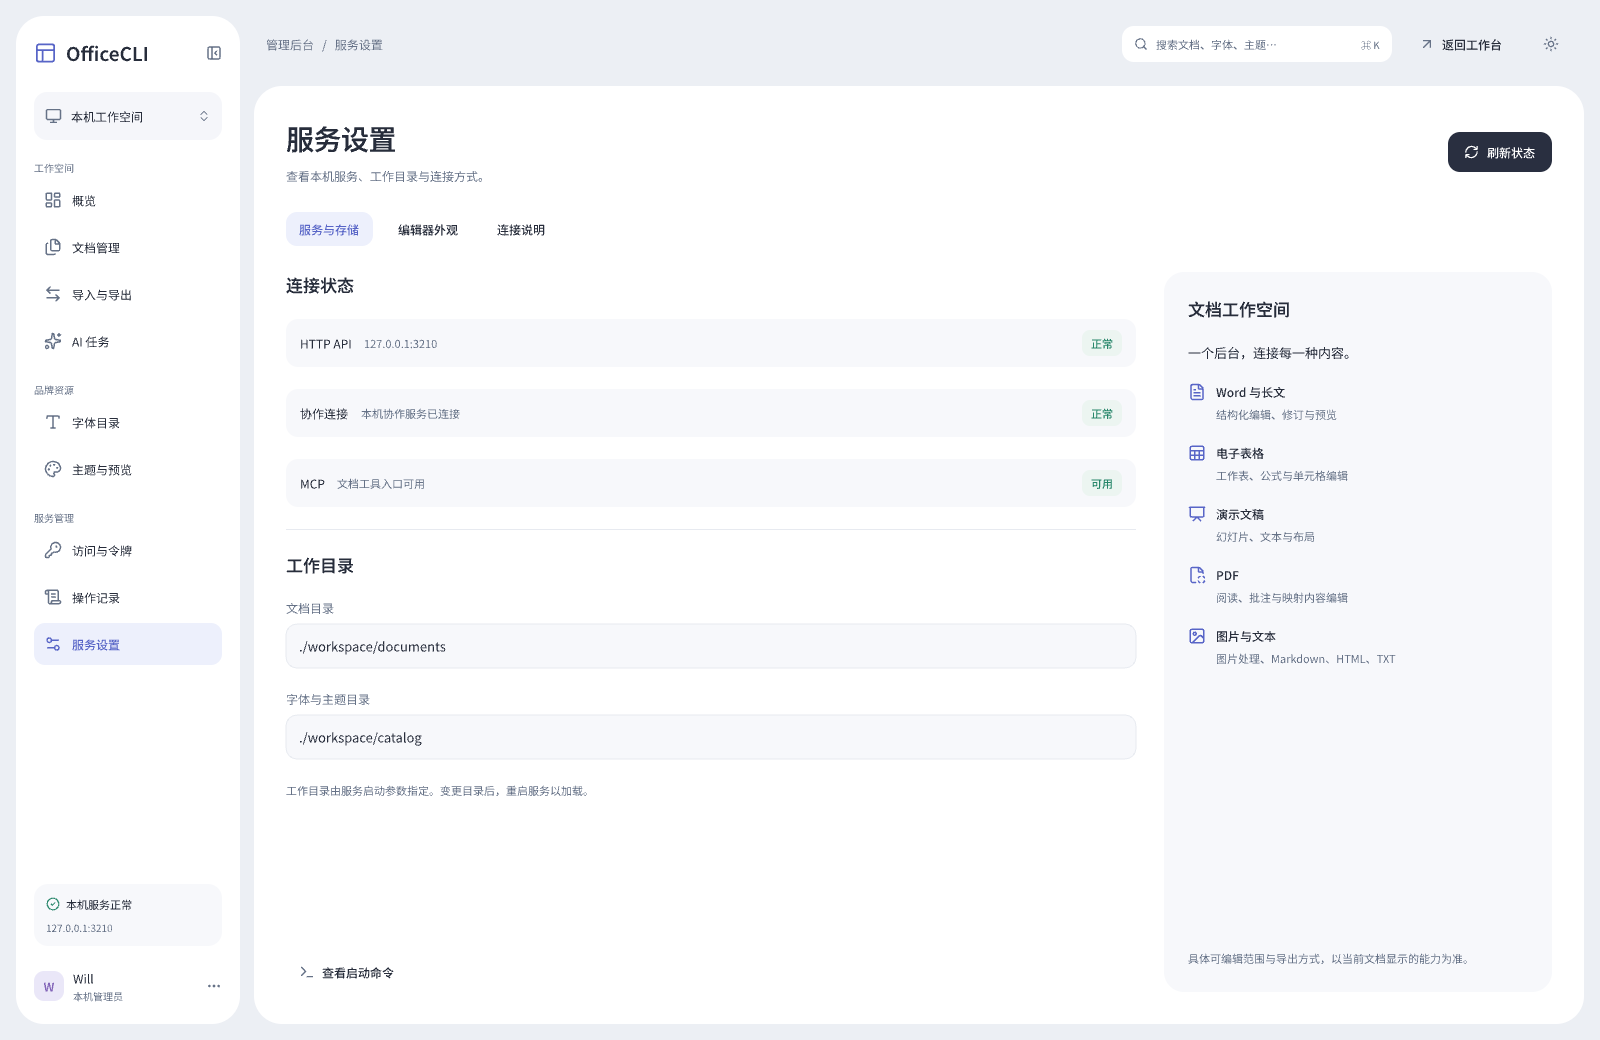 OfficeCLI
本机工作空间
工作空间
概览
文档管理
导入与导出
AI 任务
品牌资源
字体目录
主题与预览
服务管理
访问与令牌
操作记录
服务设置
本机服务正常
127.0.0.1:3210
W
Will
本机管理员
管理后台 / 服务设置
搜索文档、字体、主题… ⌘K
返回工作台
服务设置
查看本机服务、工作目录与连接方式。
刷新状态
服务与存储 编辑器外观 连接说明
连接状态
HTTP API 127.0.0.1:3210 正常
协作连接 本机协作服务已连接 正常
MCP 文档工具入口可用 可用
工作目录
文档目录
./workspace/documents
字体与主题目录
./workspace/catalog
工作目录由服务启动参数指定。变更目录后，重启服务以加载。
查看启动命令
文档工作空间
一个后台，连接每一种内容。
Word 与长文
结构化编辑、修订与预览
电子表格
工作表、公式与单元格编辑
演示文稿
幻灯片、文本与布局
PDF
阅读、批注与映射内容编辑
图片与文本
图片处理、Markdown、HTML、TXT
具体可编辑范围与导出方式，以当前文档显示的能力为准。